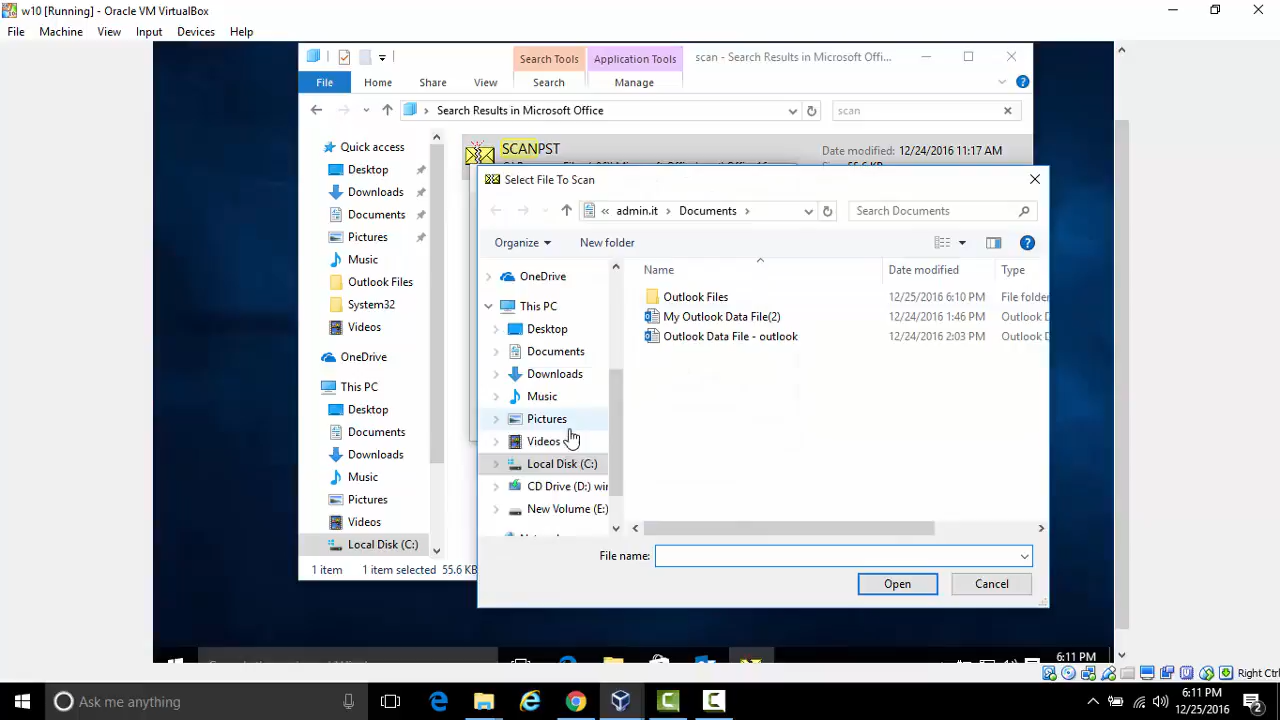 w10 [Running] - Oracle VM VirtualBox
File Machine View Input Devices Help
Search Tools Application Tools scan - Search Results in Microsoft Offi...
File Home Share View Search Manage
Search Results in Microsoft Office scan
Quick access
Desktop
Downloads
Documents
Pictures
Music
Outlook Files
System32
Videos
OneDrive
This PC
Desktop
Documents
Downloads
Music
Pictures
Videos
Local Disk (C:)
1 item 1 item selected 55.6 KB
SCANPST
Date modified: 12/24/2016 11:17 AM
Select File To Scan
« admin.it › Documents › Search Documents
Organize New folder
OneDrive
This PC
Desktop
Documents
Downloads
Music
Pictures
Videos
Local Disk (C:)
CD Drive (D:) wir
New Volume (E:)
Name Date modified Type
Outlook Files 12/25/2016 6:10 PM File folder
My Outlook Data File(2) 12/24/2016 1:46 PM Outlook D
Outlook Data File - outlook 12/24/2016 2:03 PM Outlook D
File name:
Open Cancel
6:11 PM
Right Ctrl
Ask me anything
6:11 PM
12/25/2016
2